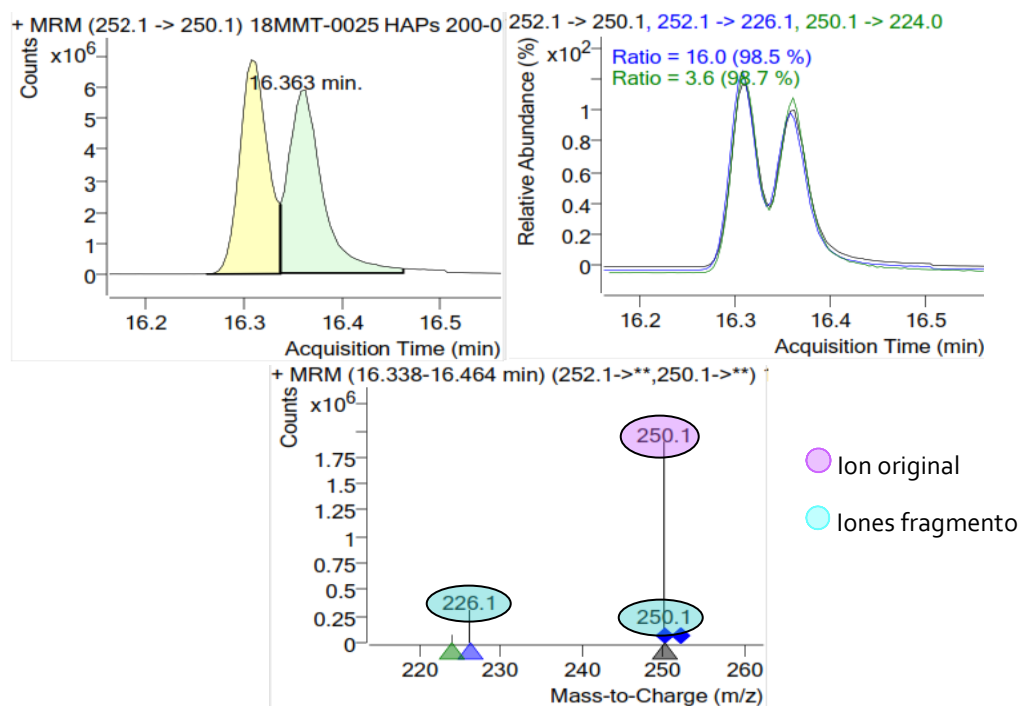 + MRM (252.1 -> 250.1) 18MMT-0025 HAPs 200-0
Counts
x10⁶
16.363 min.
6
5
4
3
2
1
0
16.2 16.3 16.4 16.5
Acquisition Time (min)
252.1 -> 250.1, 252.1 -> 226.1, 250.1 -> 224.0
Relative Abundance (%)
x10²
Ratio = 16.0 (98.5 %)
Ratio = 3.6 (98.7 %)
1
0.8
0.6
0.4
0.2
0
16.2 16.3 16.4 16.5
Acquisition Time (min)
+ MRM (16.338-16.464 min) (252.1->**,250.1->**)
Counts
x10⁶
250.1
1.75
1.5
1.25
1
0.75
0.5
0.25
0
226.1
250.1
220 230 240 250 260
Mass-to-Charge (m/z)
Ion original
Iones fragmento